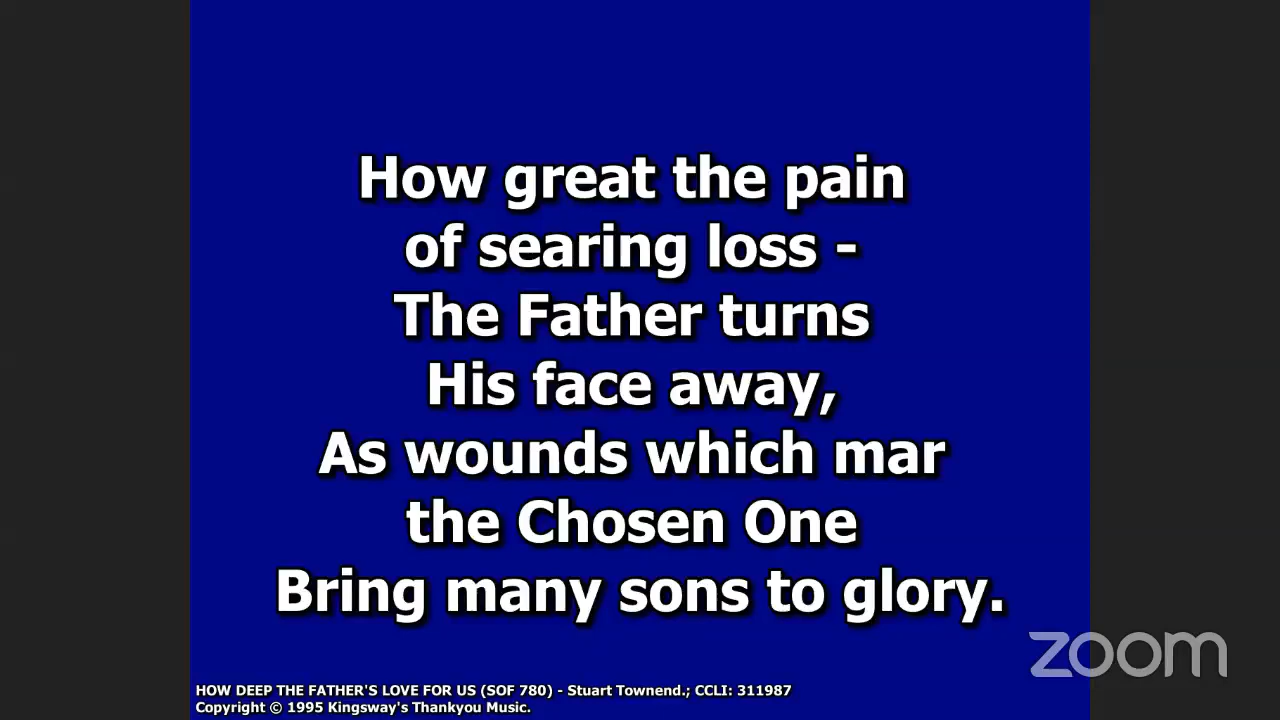 How great the pain
of searing loss -
The Father turns
His face away,
As wounds which mar
the Chosen One
Bring many sons to glory.
zoom
HOW DEEP THE FATHER'S LOVE FOR US (SOF 780) - Stuart Townend.; CCLI: 311987
Copyright © 1995 Kingsway's Thankyou Music.